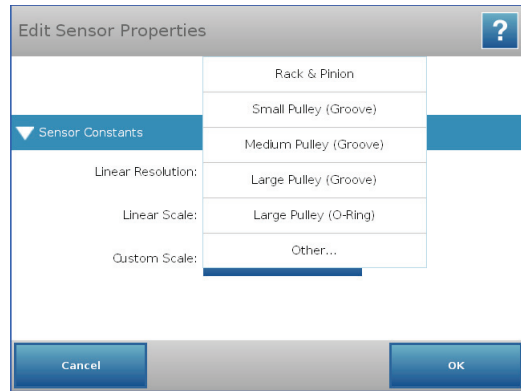 Edit Sensor Properties
?
Rack & Pinion
Small Pulley (Groove)
Sensor Constants
Medium Pulley (Groove)
Linear Resolution:
Large Pulley (Groove)
Linear Scale:
Large Pulley (O-Ring)
Custom Scale:
Other...
Cancel
OK